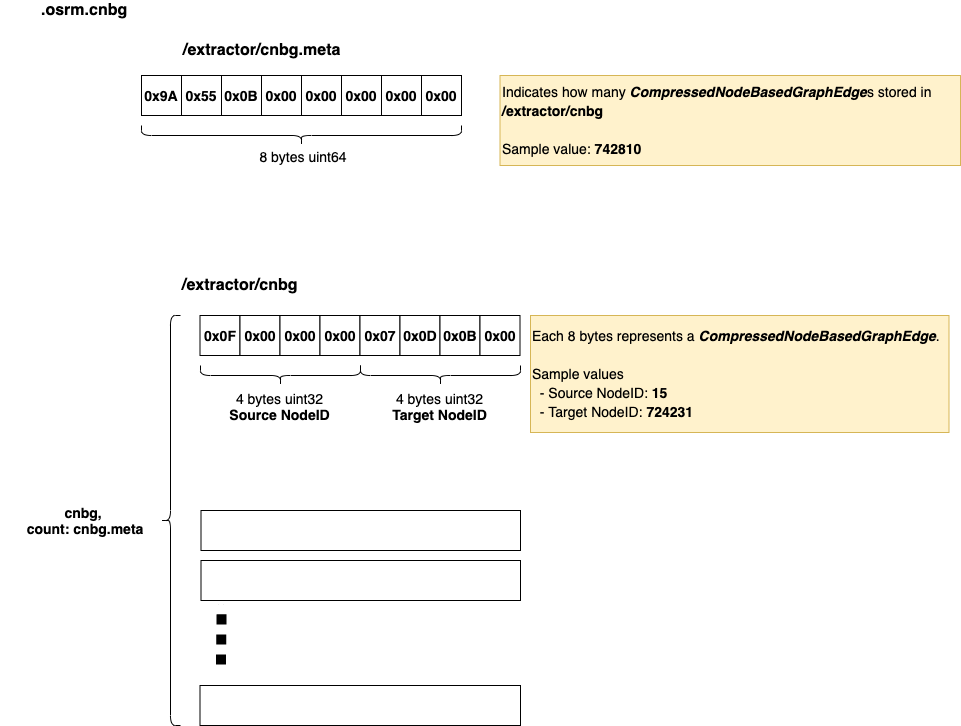 .osrm.cnbg
/extractor/cnbg.meta
0x9A 0x55 0x0B 0x00 0x00 0x00 0x00 0x00
8 bytes uint64
Indicates how many CompressedNodeBasedGraphEdges stored in
/extractor/cnbg
Sample value: 742810
/extractor/cnbg
0x0F 0x00 0x00 0x00 0x07 0x0D 0x0B 0x00
4 bytes uint32
Source NodeID
4 bytes uint32
Target NodeID
Each 8 bytes represents a CompressedNodeBasedGraphEdge.
Sample values
- Source NodeID: 15
- Target NodeID: 724231
cnbg,
count: cnbg.meta